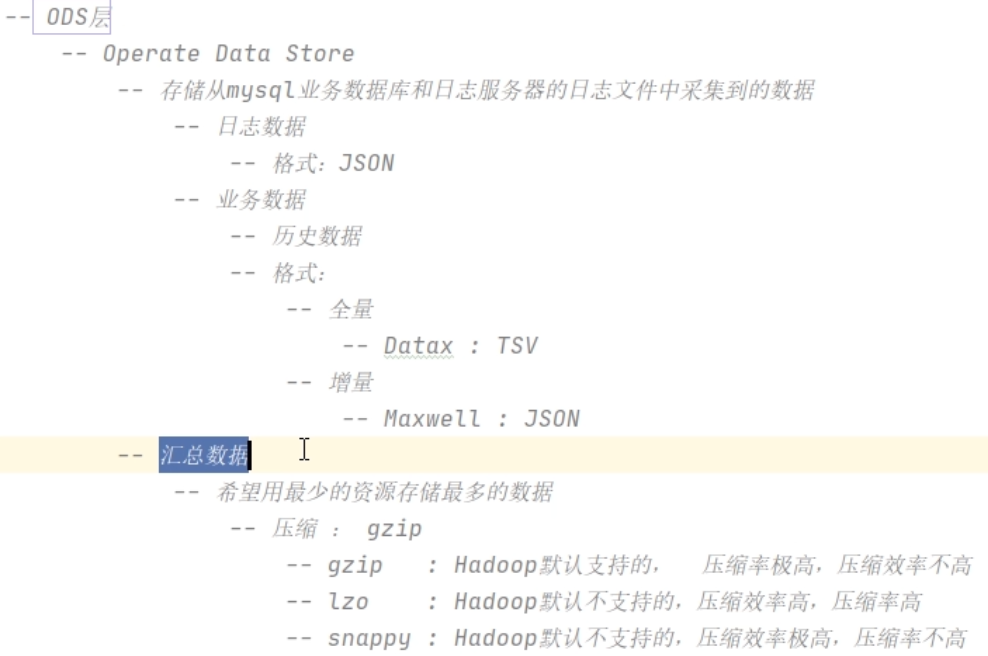 -- ODS层
-- Operate Data Store
-- 存储从mysql业务数据库和日志服务器的日志文件中采集到的数据
-- 日志数据
-- 格式：JSON
-- 业务数据
-- 历史数据
-- 格式：
-- 全量
-- Datax : TSV
-- 增量
-- Maxwell : JSON
-- 汇总数据
-- 希望用最少的资源存储最多的数据
-- 压缩 ： gzip
-- gzip : Hadoop默认支持的， 压缩率极高，压缩效率不高
-- lzo : Hadoop默认不支持的，压缩效率高，压缩率高
-- snappy : Hadoop默认不支持的，压缩效率极高，压缩率不高